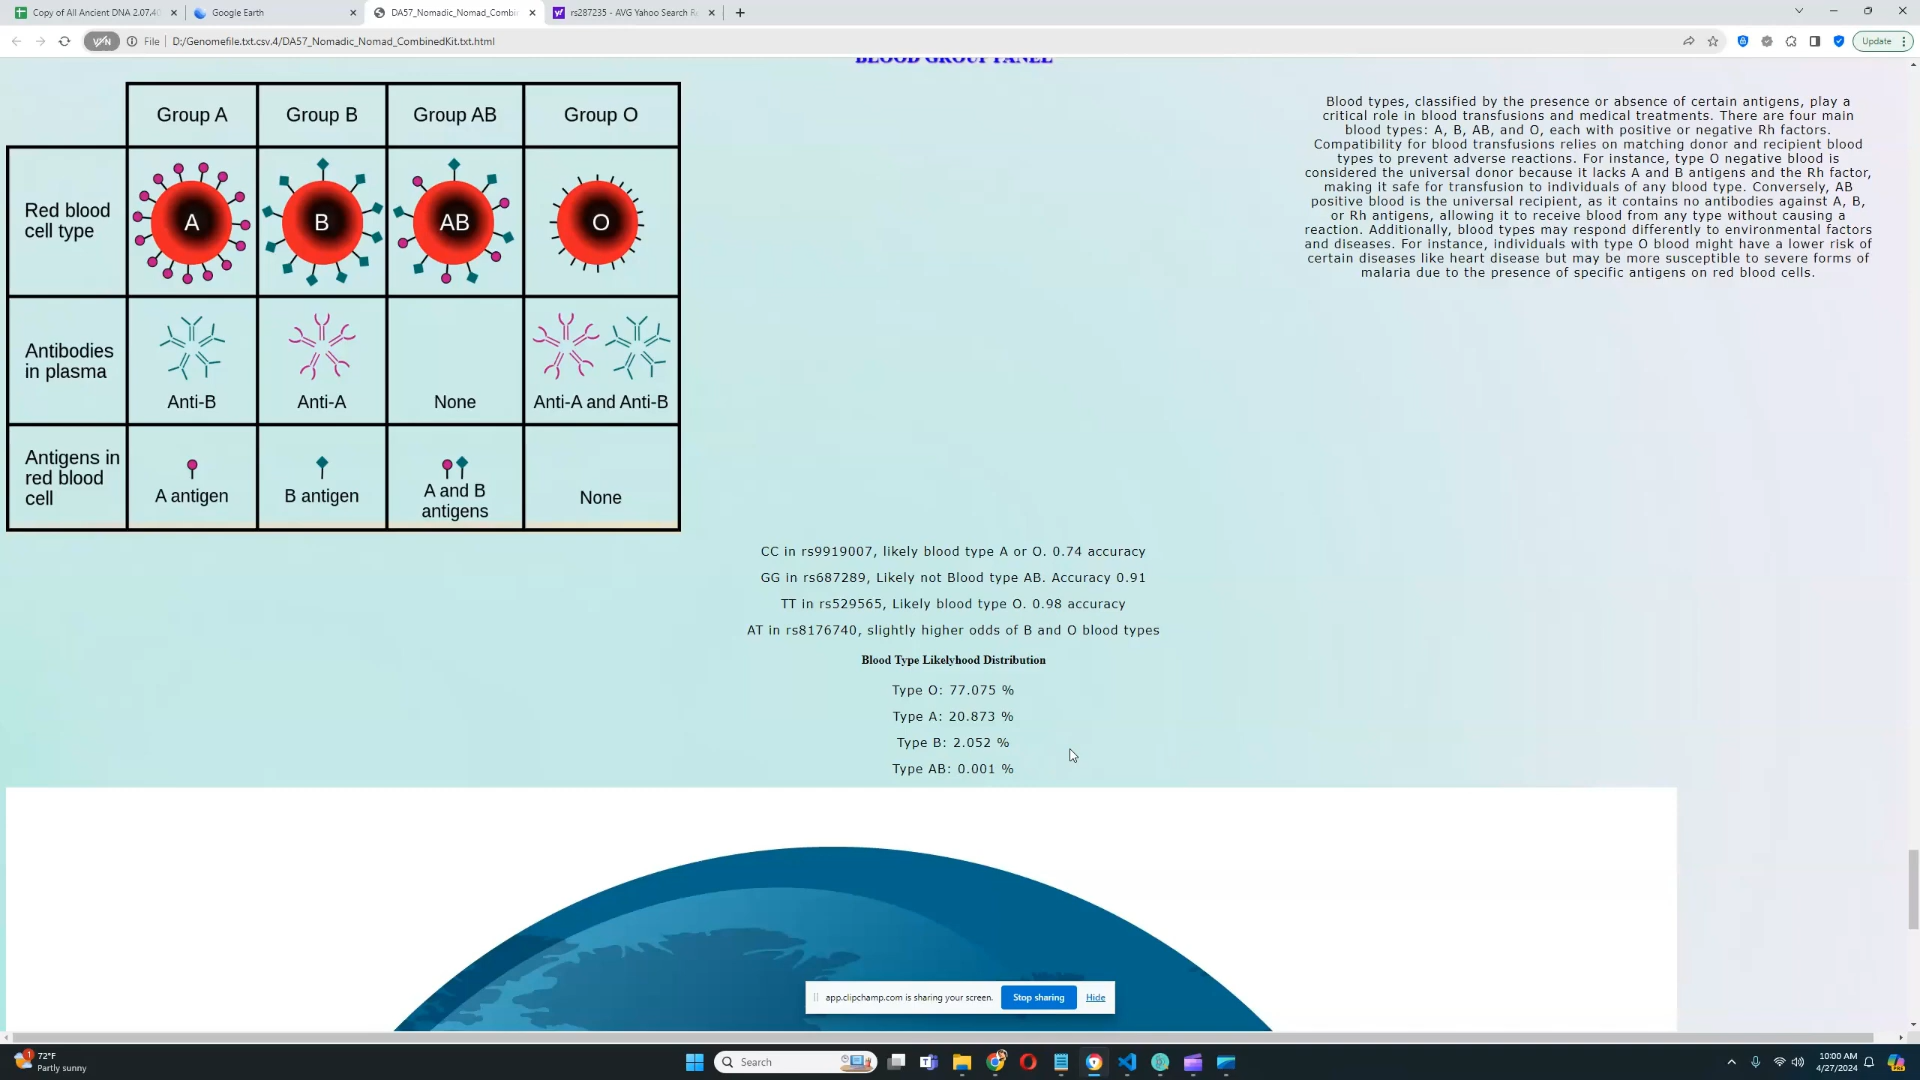 Copy of All Ancient DNA 2.07.40
Google Earth
DA57_Nomadic_Nomad_Combi
rs287235 - AVG Yahoo Search Re
File
D:/Genomefile.txt.csv.4/DA57_Nomadic_Nomad_CombinedKit.txt.html
Update
BLOOD GROUP PANEL
Group A
Group B
Group AB
Group O
Red blood
cell type
A
B
AB
O
Antibodies
in plasma
Anti-B
Anti-A
None
Anti-A and Anti-B
Antigens in
red blood
cell
A antigen
B antigen
A and B
antigens
None
Blood types, classified by the presence or absence of certain antigens, play a
critical role in blood transfusions and medical treatments. There are four main
blood types: A, B, AB, and O, each with positive or negative Rh factors.
Compatibility for blood transfusions relies on matching donor and recipient blood
types to prevent adverse reactions. For instance, type O negative blood is
considered the universal donor because it lacks A and B antigens and the Rh factor,
making it safe for transfusion to individuals of any blood type. Conversely, AB
positive blood is the universal recipient, as it contains no antibodies against A, B,
or Rh antigens, allowing it to receive blood from any type without causing a
reaction. Additionally, blood types may respond differently to environmental factors
and diseases. For instance, individuals with type O blood might have a lower risk of
certain diseases like heart disease but may be more susceptible to severe forms of
malaria due to the presence of specific antigens on red blood cells.
CC in rs9919007, likely blood type A or O. 0.74 accuracy
GG in rs687289, Likely not Blood type AB. Accuracy 0.91
TT in rs529565, Likely blood type O. 0.98 accuracy
AT in rs8176740, slightly higher odds of B and O blood types
Blood Type Likelyhood Distribution
Type O: 77.075 %
Type A: 20.873 %
Type B: 2.052 %
Type AB: 0.001 %
app.clipchamp.com is sharing your screen.
Stop sharing
Hide
1
72°F
Partly sunny
Search
10:00 AM
4/27/2024